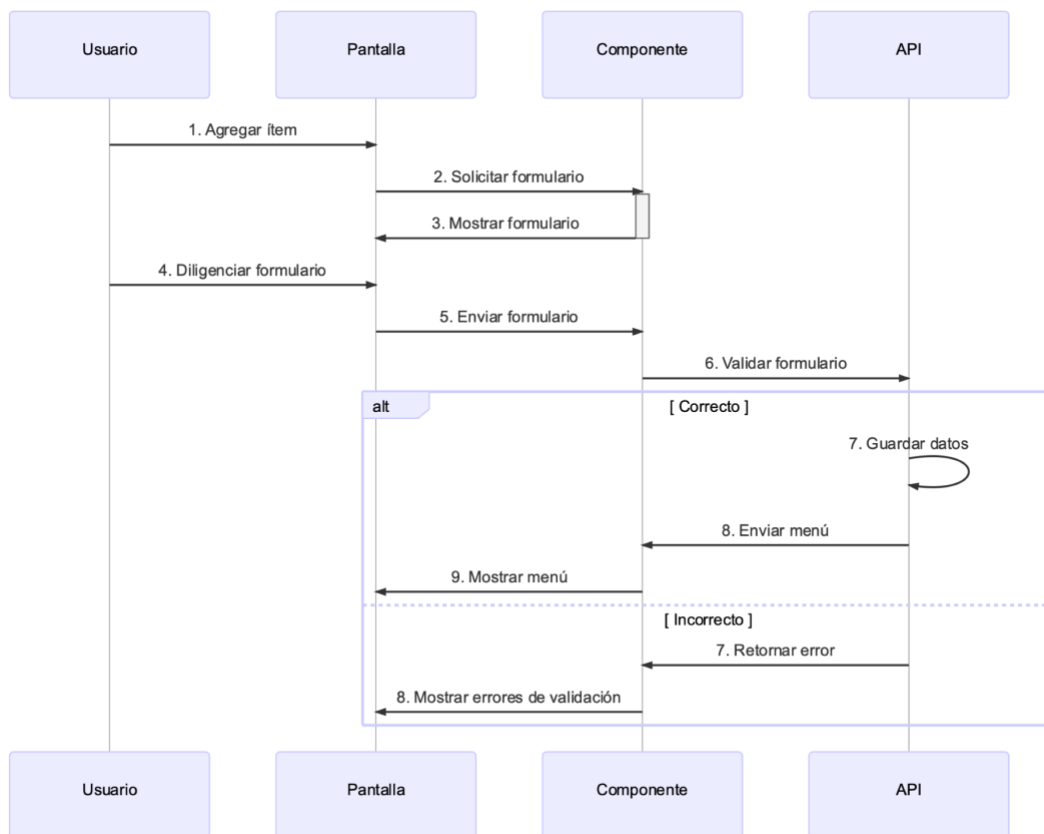 Usuario
Pantalla
Componente
API
1. Agregar ítem
2. Solicitar formulario
3. Mostrar formulario
4. Diligenciar formulario
5. Enviar formulario
6. Validar formulario
alt
[ Correcto ]
7. Guardar datos
8. Enviar menú
9. Mostrar menú
[ Incorrecto ]
7. Retornar error
8. Mostrar errores de validación
Usuario
Pantalla
Componente
API